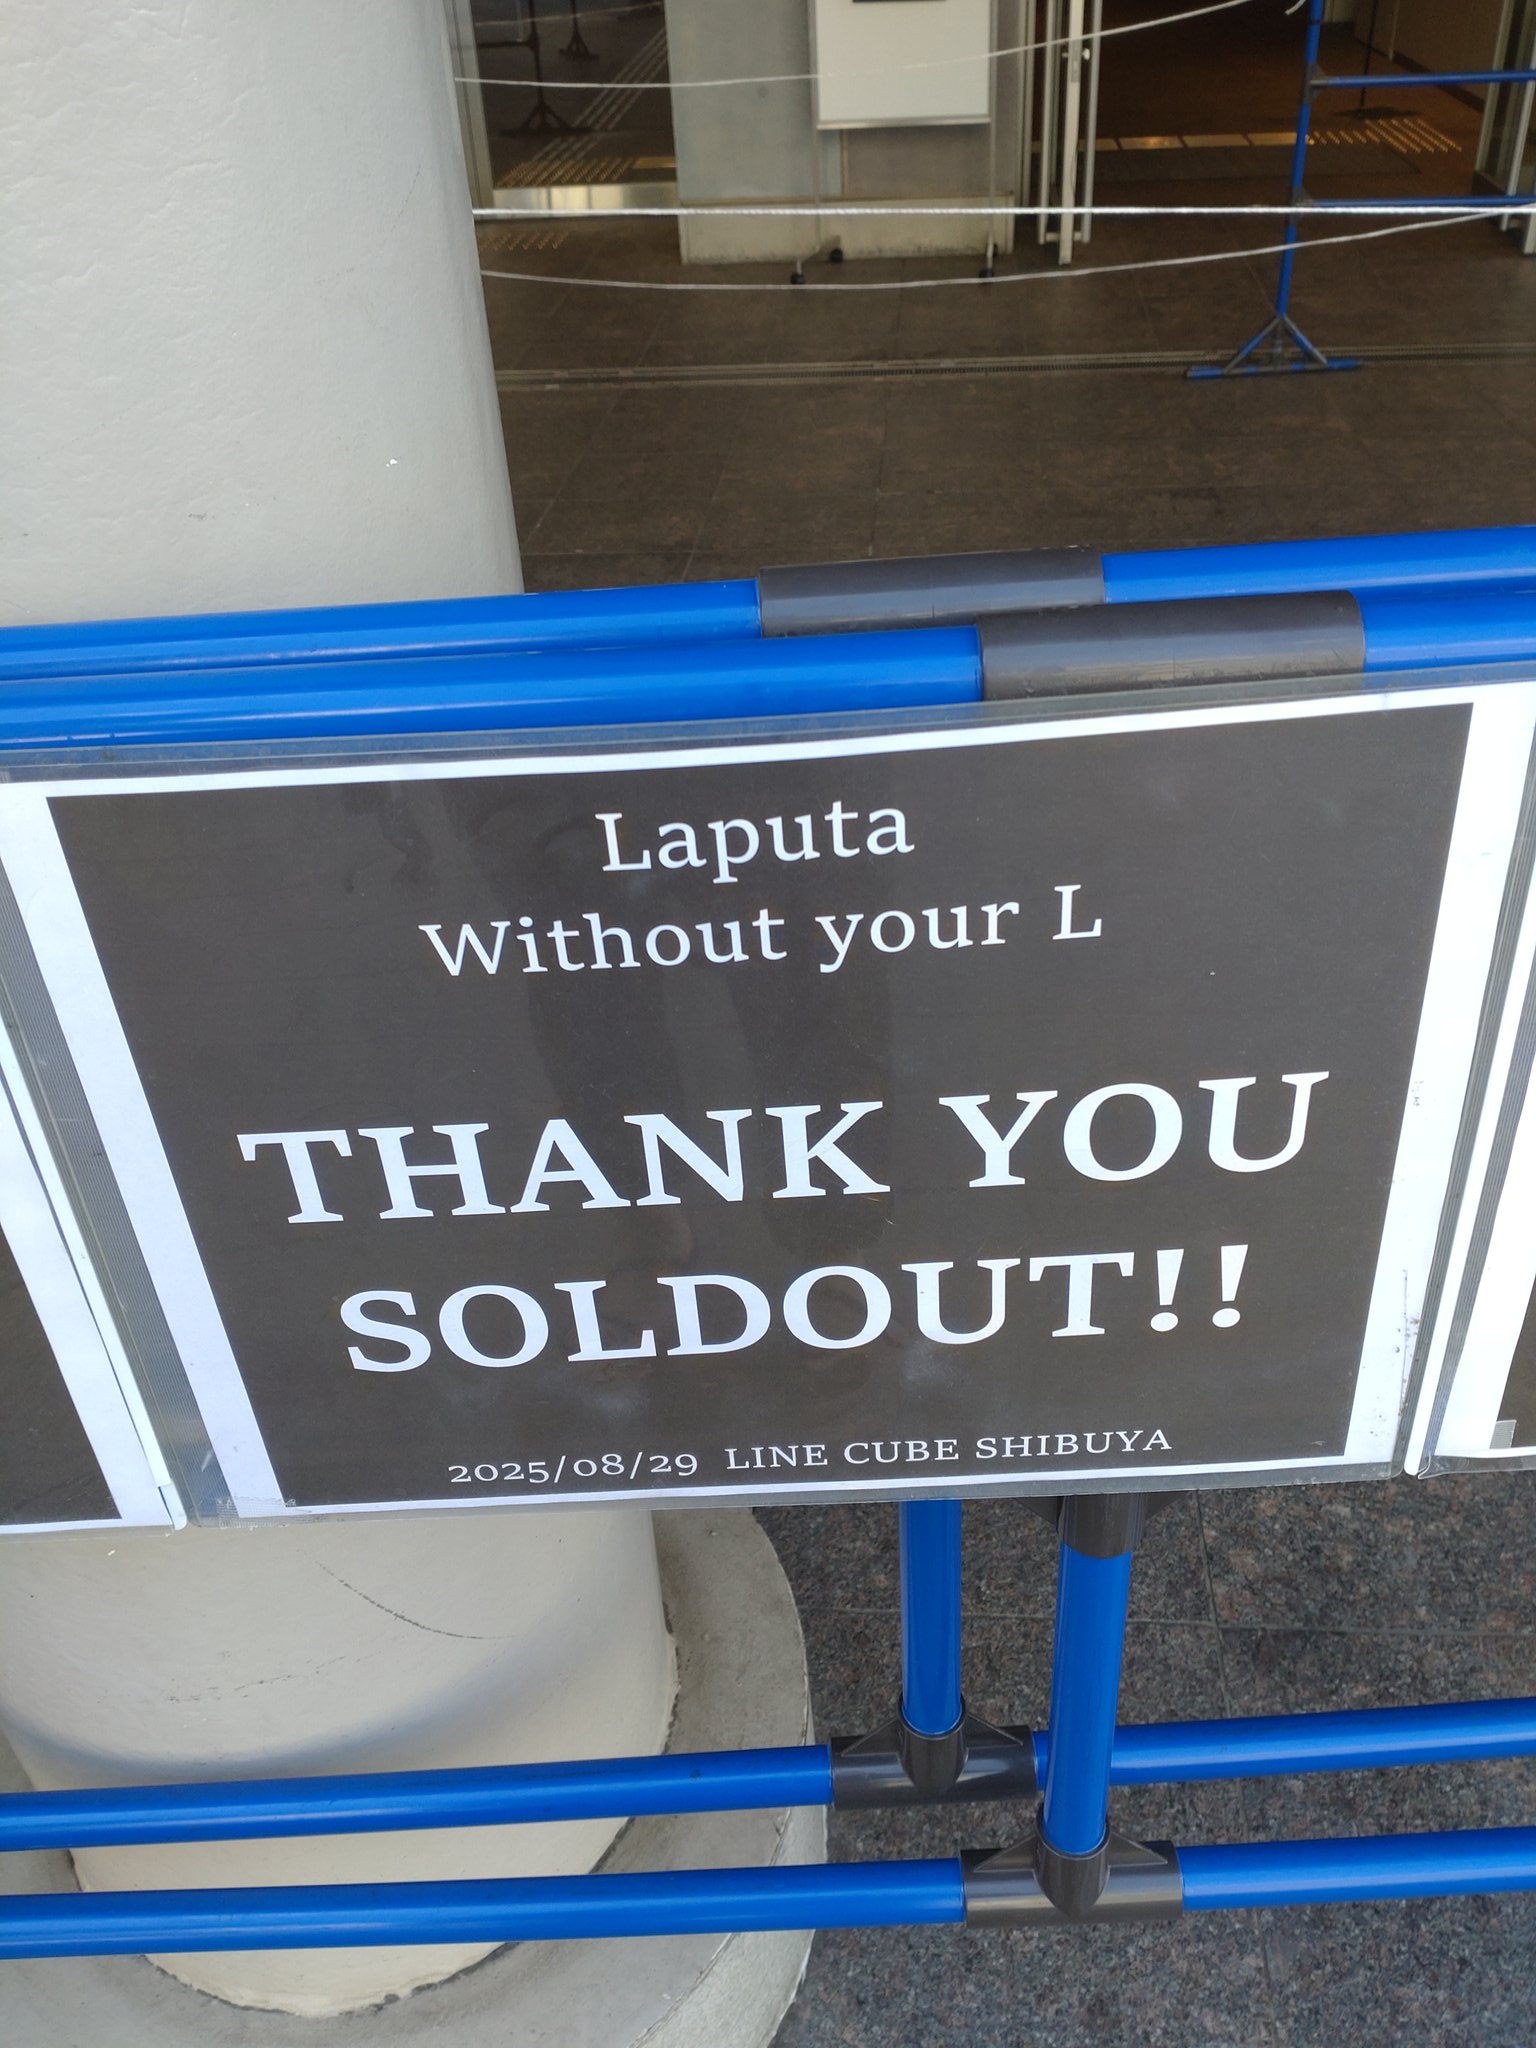 Laputa
Without your L
THANK YOU
SOLDOUT!!
2025/08/29 LINE CUBE SHIBUYA